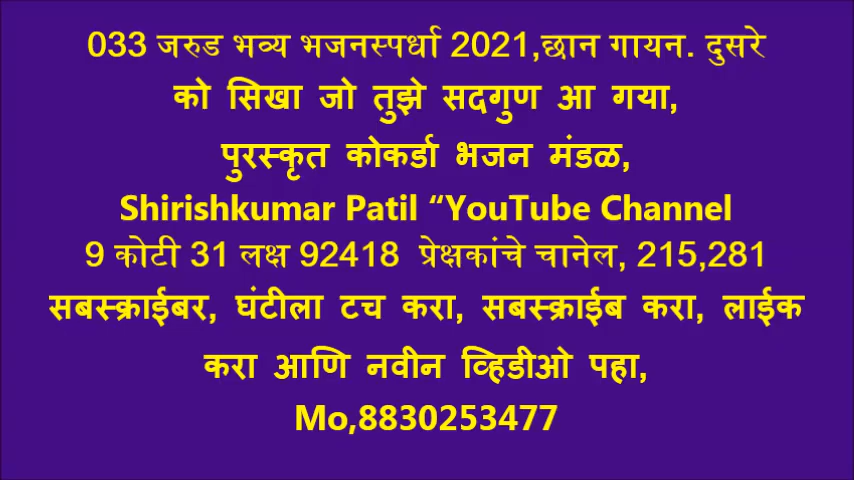 033 जरुड भव्य भजनस्पर्धा 2021,छान गायन. दुसरे
को सिखा जो तुझे सदगुण आ गया,
पुरस्कृत कोकर्डा भजन मंडळ,
Shirishkumar Patil “YouTube Channel
9 कोटी 31 लक्ष 92418 प्रेक्षकांचे चानेल, 215,281
सबस्क्राईबर, घंटीला टच करा, सबस्क्राईब करा, लाईक
करा आणि नवीन व्हिडीओ पहा,
Mo,8830253477